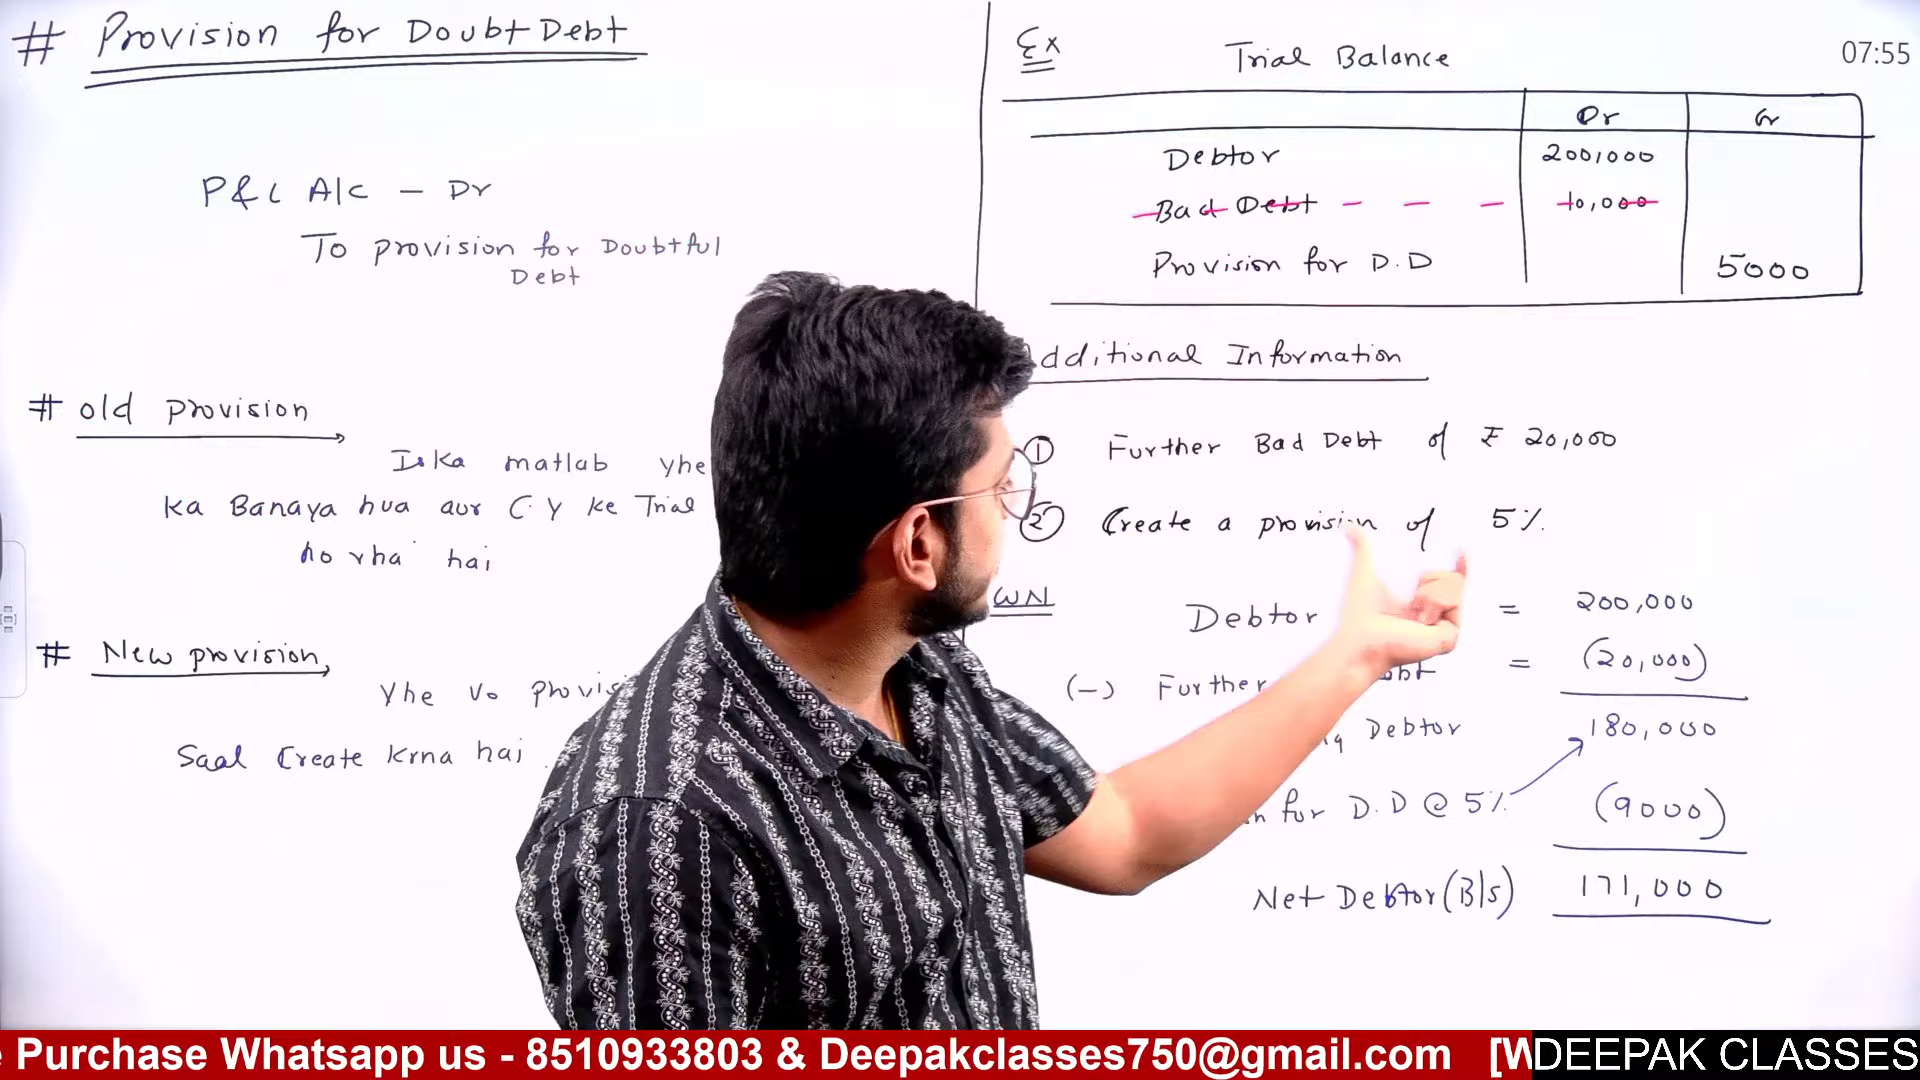 # Provision for Doubt Debt
P&L A/c - Dr
To provision for Doubtful
Debt
# old provision
Iska matlab yhe
ka Banaya hua aur C.Y ke Trial
ho rha hai
# New provision
Yhe vo provis
Saal Create krna hai
Ex
Trial Balance
07:55
Dr Cr
Debtor 200,000
Bad Debt 10,000
Provision for D.D 5000
Additional Information
① Further Bad Debt of ₹ 20,000
② Create a provision of 5%.
WN
Debtor = 200,000
(-) Further = (20,000)
Debtor 180,000
for D.D @ 5% (9000)
Net Debtor (B/s) 171,000
Purchase Whatsapp us - 8510933803 & Deepakclasses750@gmail.com
DEEPAK CLASSES